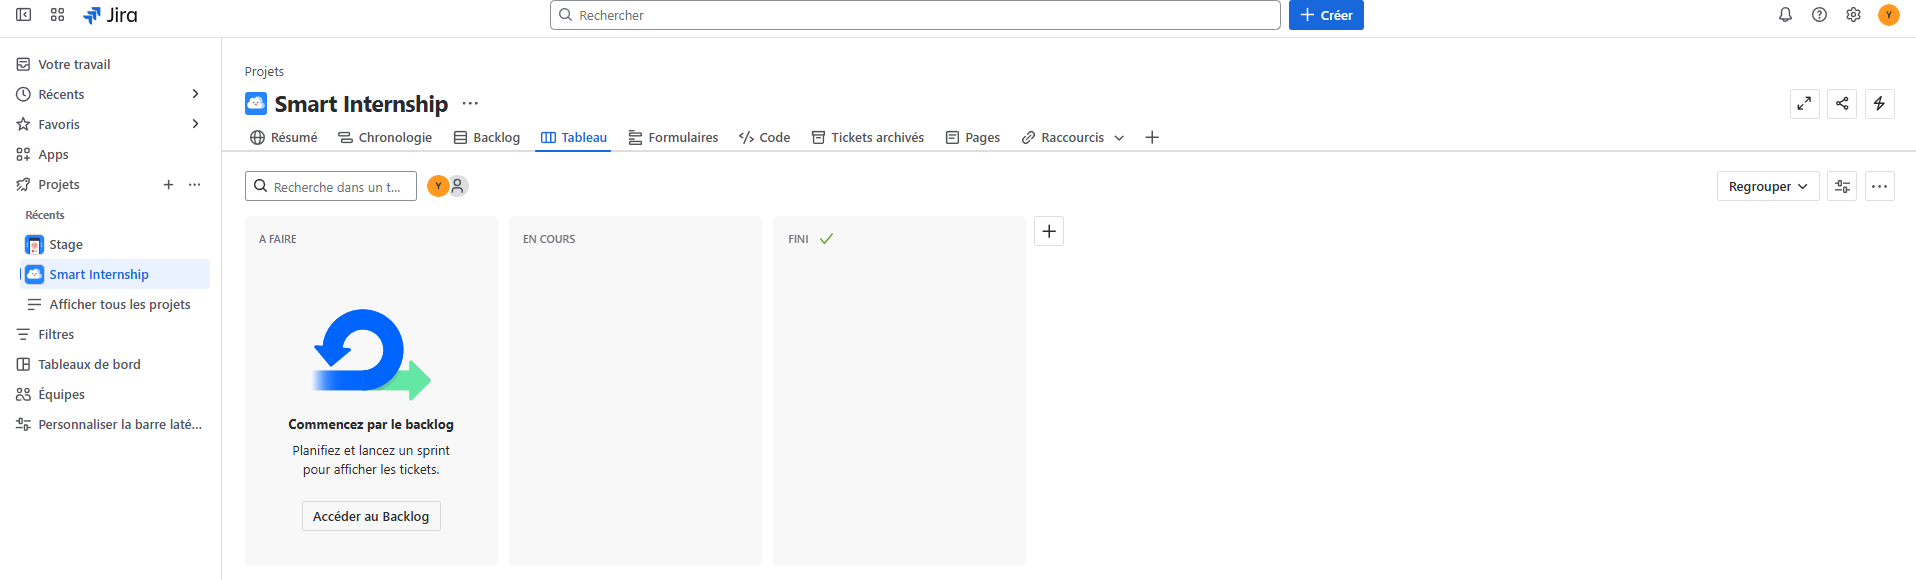 Jira
Rechercher
Créer
Y
Votre travail
Récents
Favoris
Apps
Projets
Récents
Stage
Smart Internship
Afficher tous les projets
Filtres
Tableaux de bord
Équipes
Personnaliser la barre laté...
Projets
Smart Internship
Résumé Chronologie Backlog Tableau Formulaires Code Tickets archivés Pages Raccourcis
Recherche dans un t...
Y
Regrouper
A FAIRE
EN COURS
FINI
Commencez par le backlog
Planifiez et lancez un sprint
pour afficher les tickets.
Accéder au Backlog